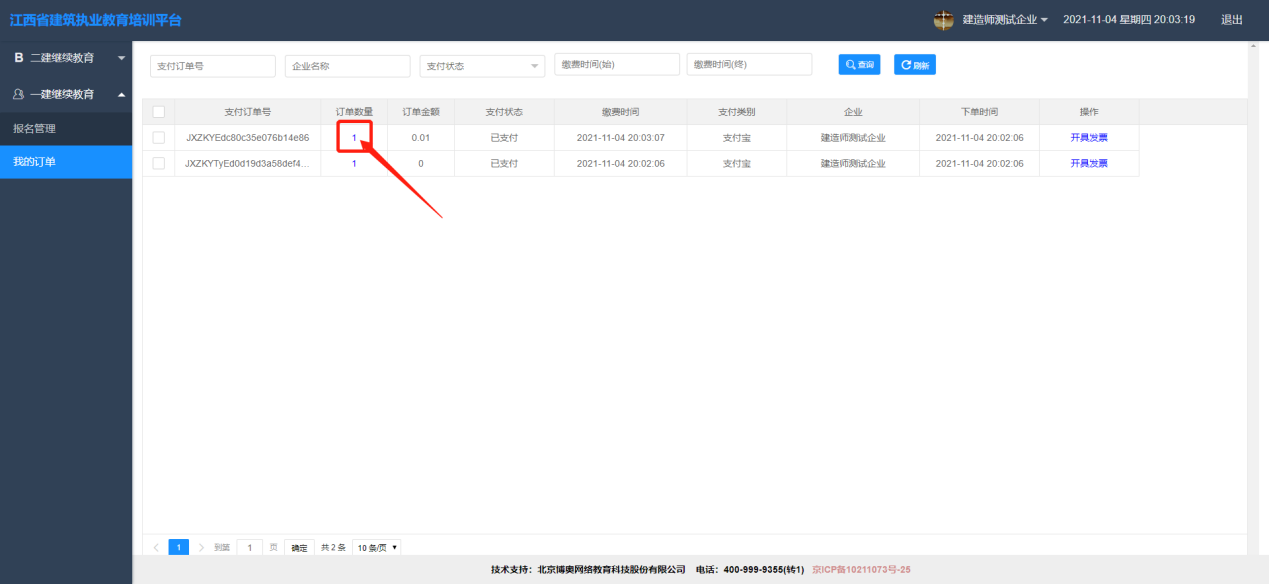 江西省建筑执业教育培训平台 建造师测试企业 2021-11-04 星期四 20:03:19 退出
B 二建继续教育
一建继续教育
报名管理
我的订单
支付订单号 企业名称 支付状态 缴费时间(始) 缴费时间(终) 查询 刷新
支付订单号 订单数量 订单金额 支付状态 缴费时间 支付类别 企业 下单时间 操作
JXZKYEdc80c35e076b14e86 1 0.01 已支付 2021-11-04 20:03:07 支付宝 建造师测试企业 2021-11-04 20:02:06 开具发票
JXZKYTyEd0d19d3a58def4... 1 0 已支付 2021-11-04 20:02:06 支付宝 建造师测试企业 2021-11-04 20:02:06 开具发票
1 到第 1 页 确定 共 2 条 10 条/页
技术支持：北京博奥网络教育科技股份有限公司 电话：400-999-9355(转1) 京ICP备10211073号-25